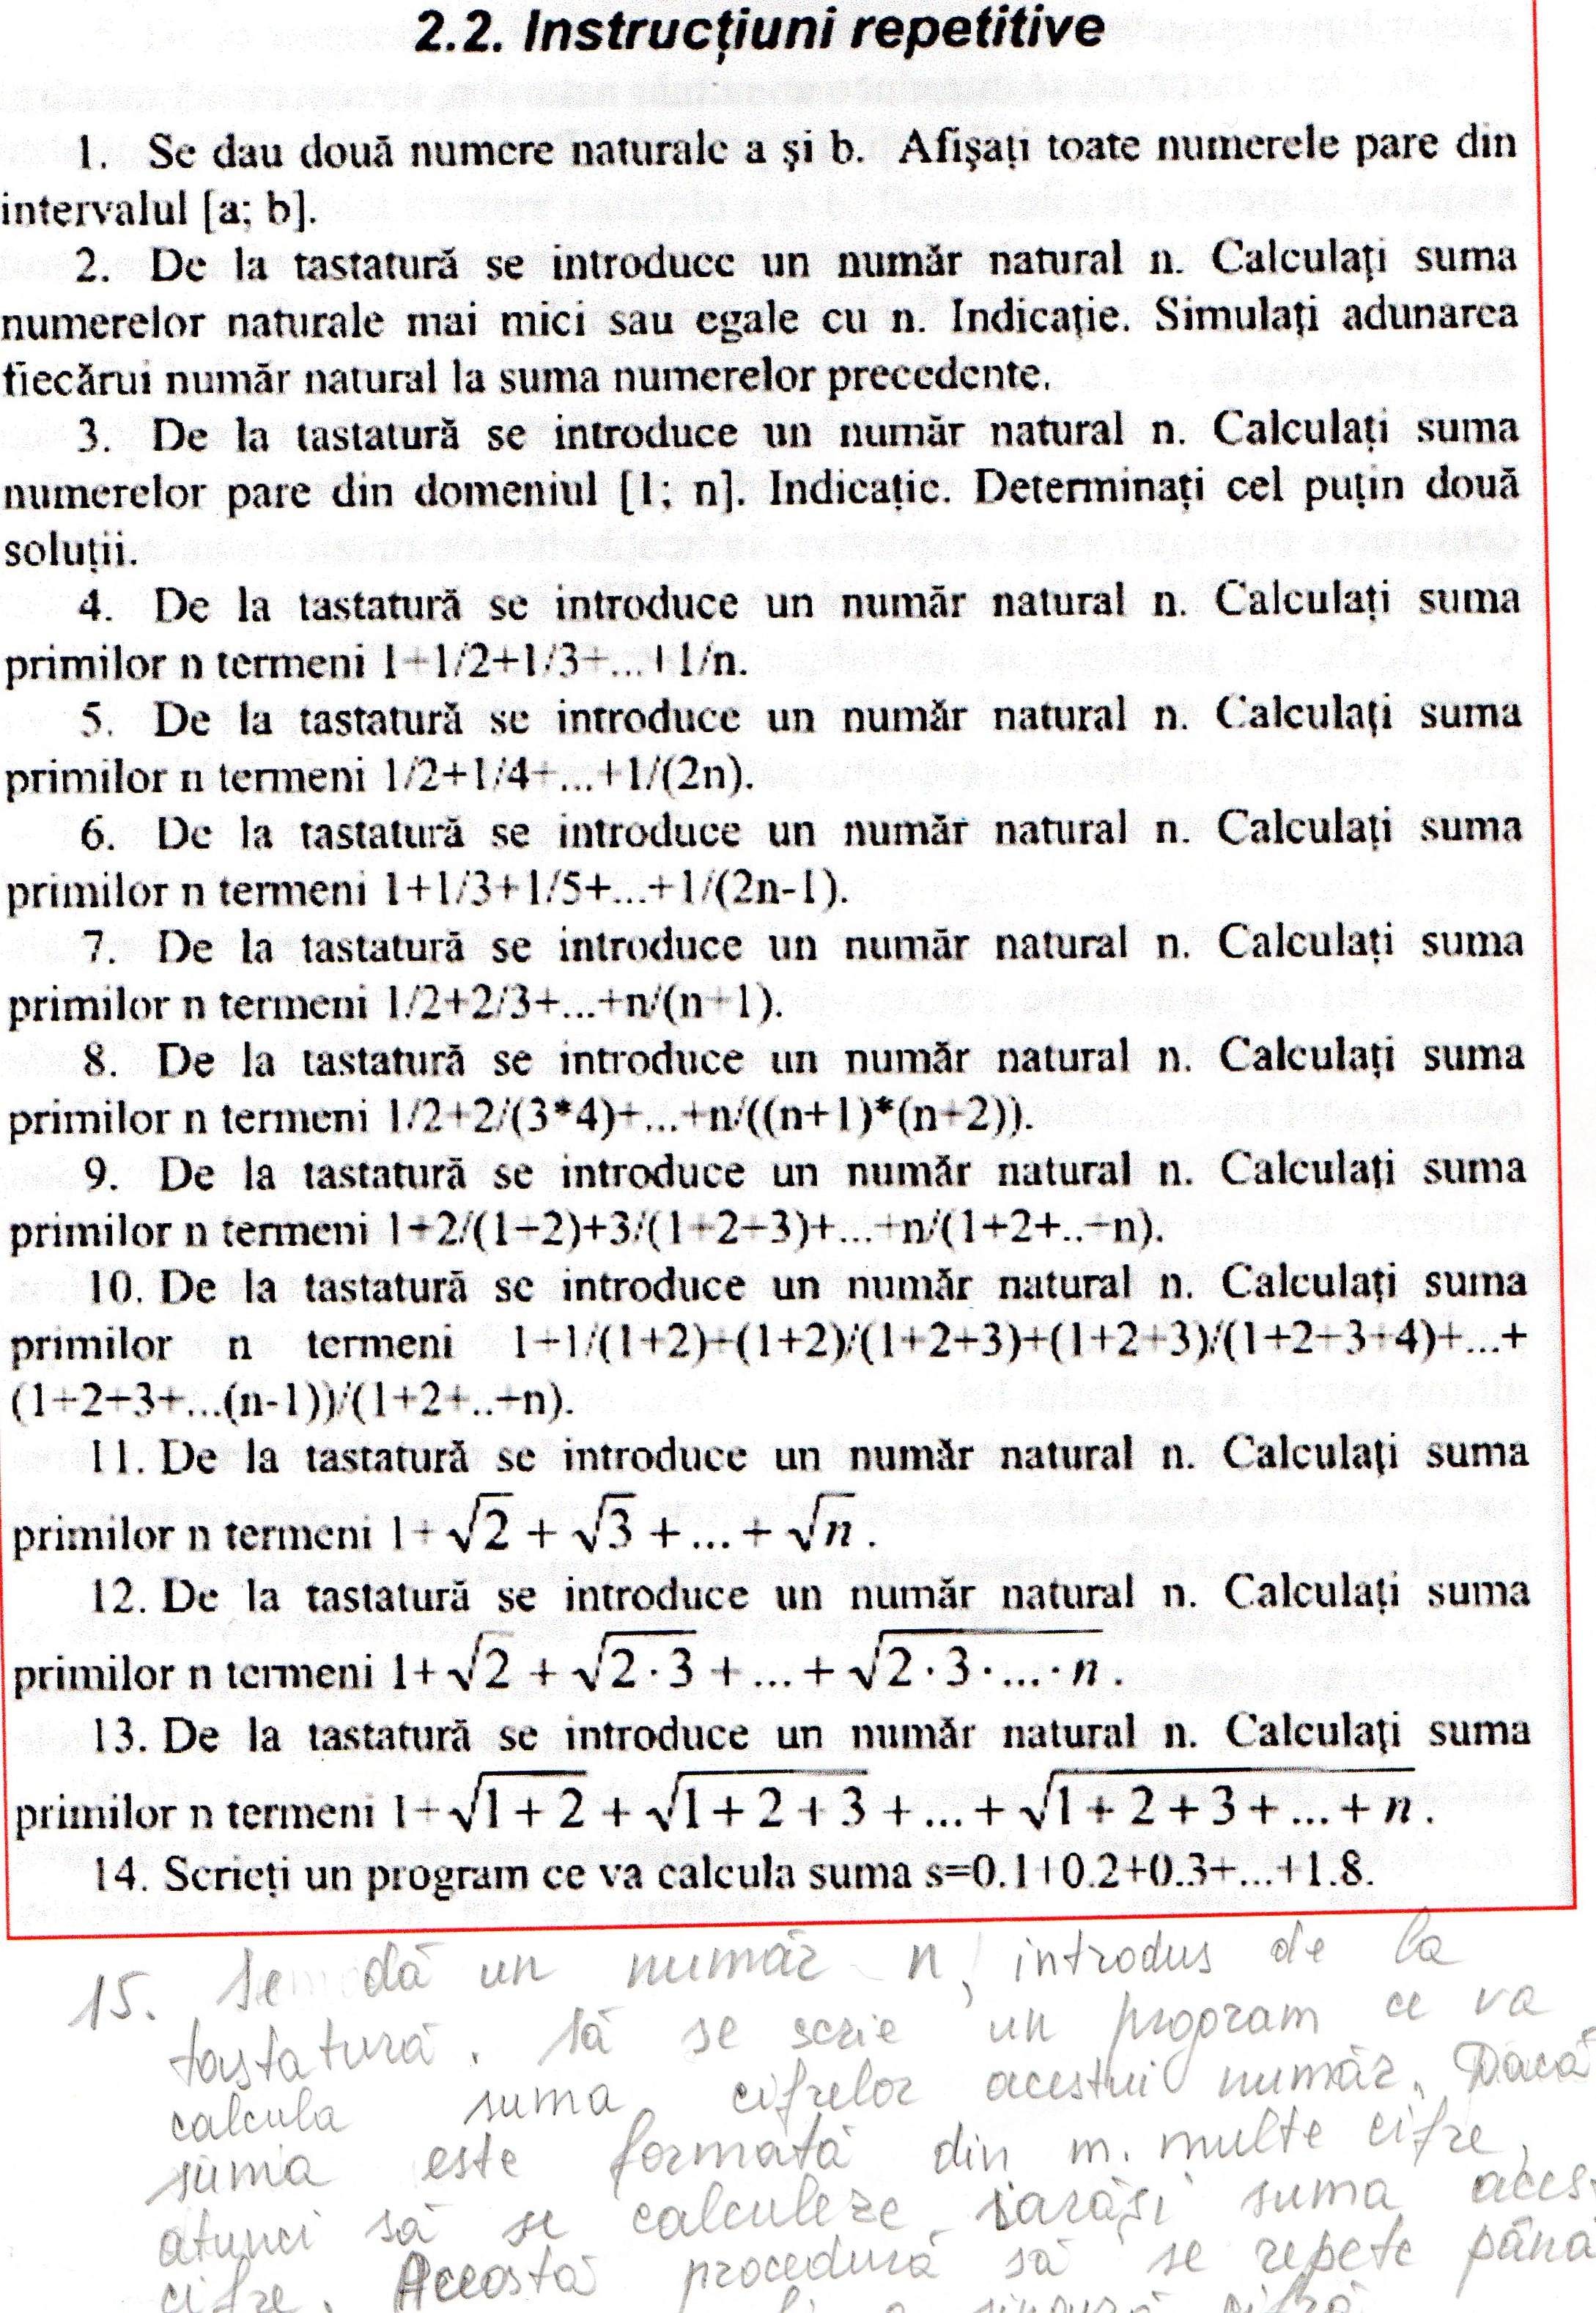 2.2. Instrucţiuni repetitive
1. Se dau două numere naturale a şi b. Afişaţi toate numerele pare din
intervalul [a; b].
2. De la tastatură se introduce un număr natural n. Calculaţi suma
numerelor naturale mai mici sau egale cu n. Indicaţie. Simulaţi adunarea
fiecărui număr natural la suma numerelor precedente.
3. De la tastatură se introduce un număr natural n. Calculaţi suma
numerelor pare din domeniul [1; n]. Indicaţie. Determinaţi cel puţin două
soluţii.
4. De la tastatură se introduce un număr natural n. Calculaţi suma
primilor n termeni 1+1/2+1/3+...+1/n.
5. De la tastatură se introduce un număr natural n. Calculaţi suma
primilor n termeni 1/2+1/4+...+1/(2n).
6. De la tastatură se introduce un număr natural n. Calculaţi suma
primilor n termeni 1+1/3+1/5+...+1/(2n-1).
7. De la tastatură se introduce un număr natural n. Calculaţi suma
primilor n termeni 1/2+2/3+...+n/(n+1).
8. De la tastatură se introduce un număr natural n. Calculaţi suma
primilor n termeni 1/2+2/(3*4)+...+n/((n+1)*(n+2)).
9. De la tastatură se introduce un număr natural n. Calculaţi suma
primilor n termeni 1+2/(1+2)+3/(1+2+3)+...+n/(1+2+..+n).
10. De la tastatură se introduce un număr natural n. Calculaţi suma
primilor n termeni 1+1/(1+2)+(1+2)/(1+2+3)+(1+2+3)/(1+2+3+4)+...+
(1+2+3+...(n-1))/(1+2+..+n).
11. De la tastatură se introduce un număr natural n. Calculaţi suma
primilor n termeni 1+√2+√3+...+√n.
12. De la tastatură se introduce un număr natural n. Calculaţi suma
primilor n termeni 1+√2+√(2·3)+...+√(2·3·...·n).
13. De la tastatură se introduce un număr natural n. Calculaţi suma
primilor n termeni 1+√(1+2)+√(1+2+3)+...+√(1+2+3+...+n).
14. Scrieţi un program ce va calcula suma s=0.1+0.2+0.3+...+1.8.
15. Se dă un număr n, introdus de la
tastatură. Să se scrie un program ce va
calcula suma cifrelor acestui număr. Dacă
suma este formată din m. multe cifre,
atunci să se calculeze iarăşi suma aces
cifre. Această procedură să se repete până
o singură cifră